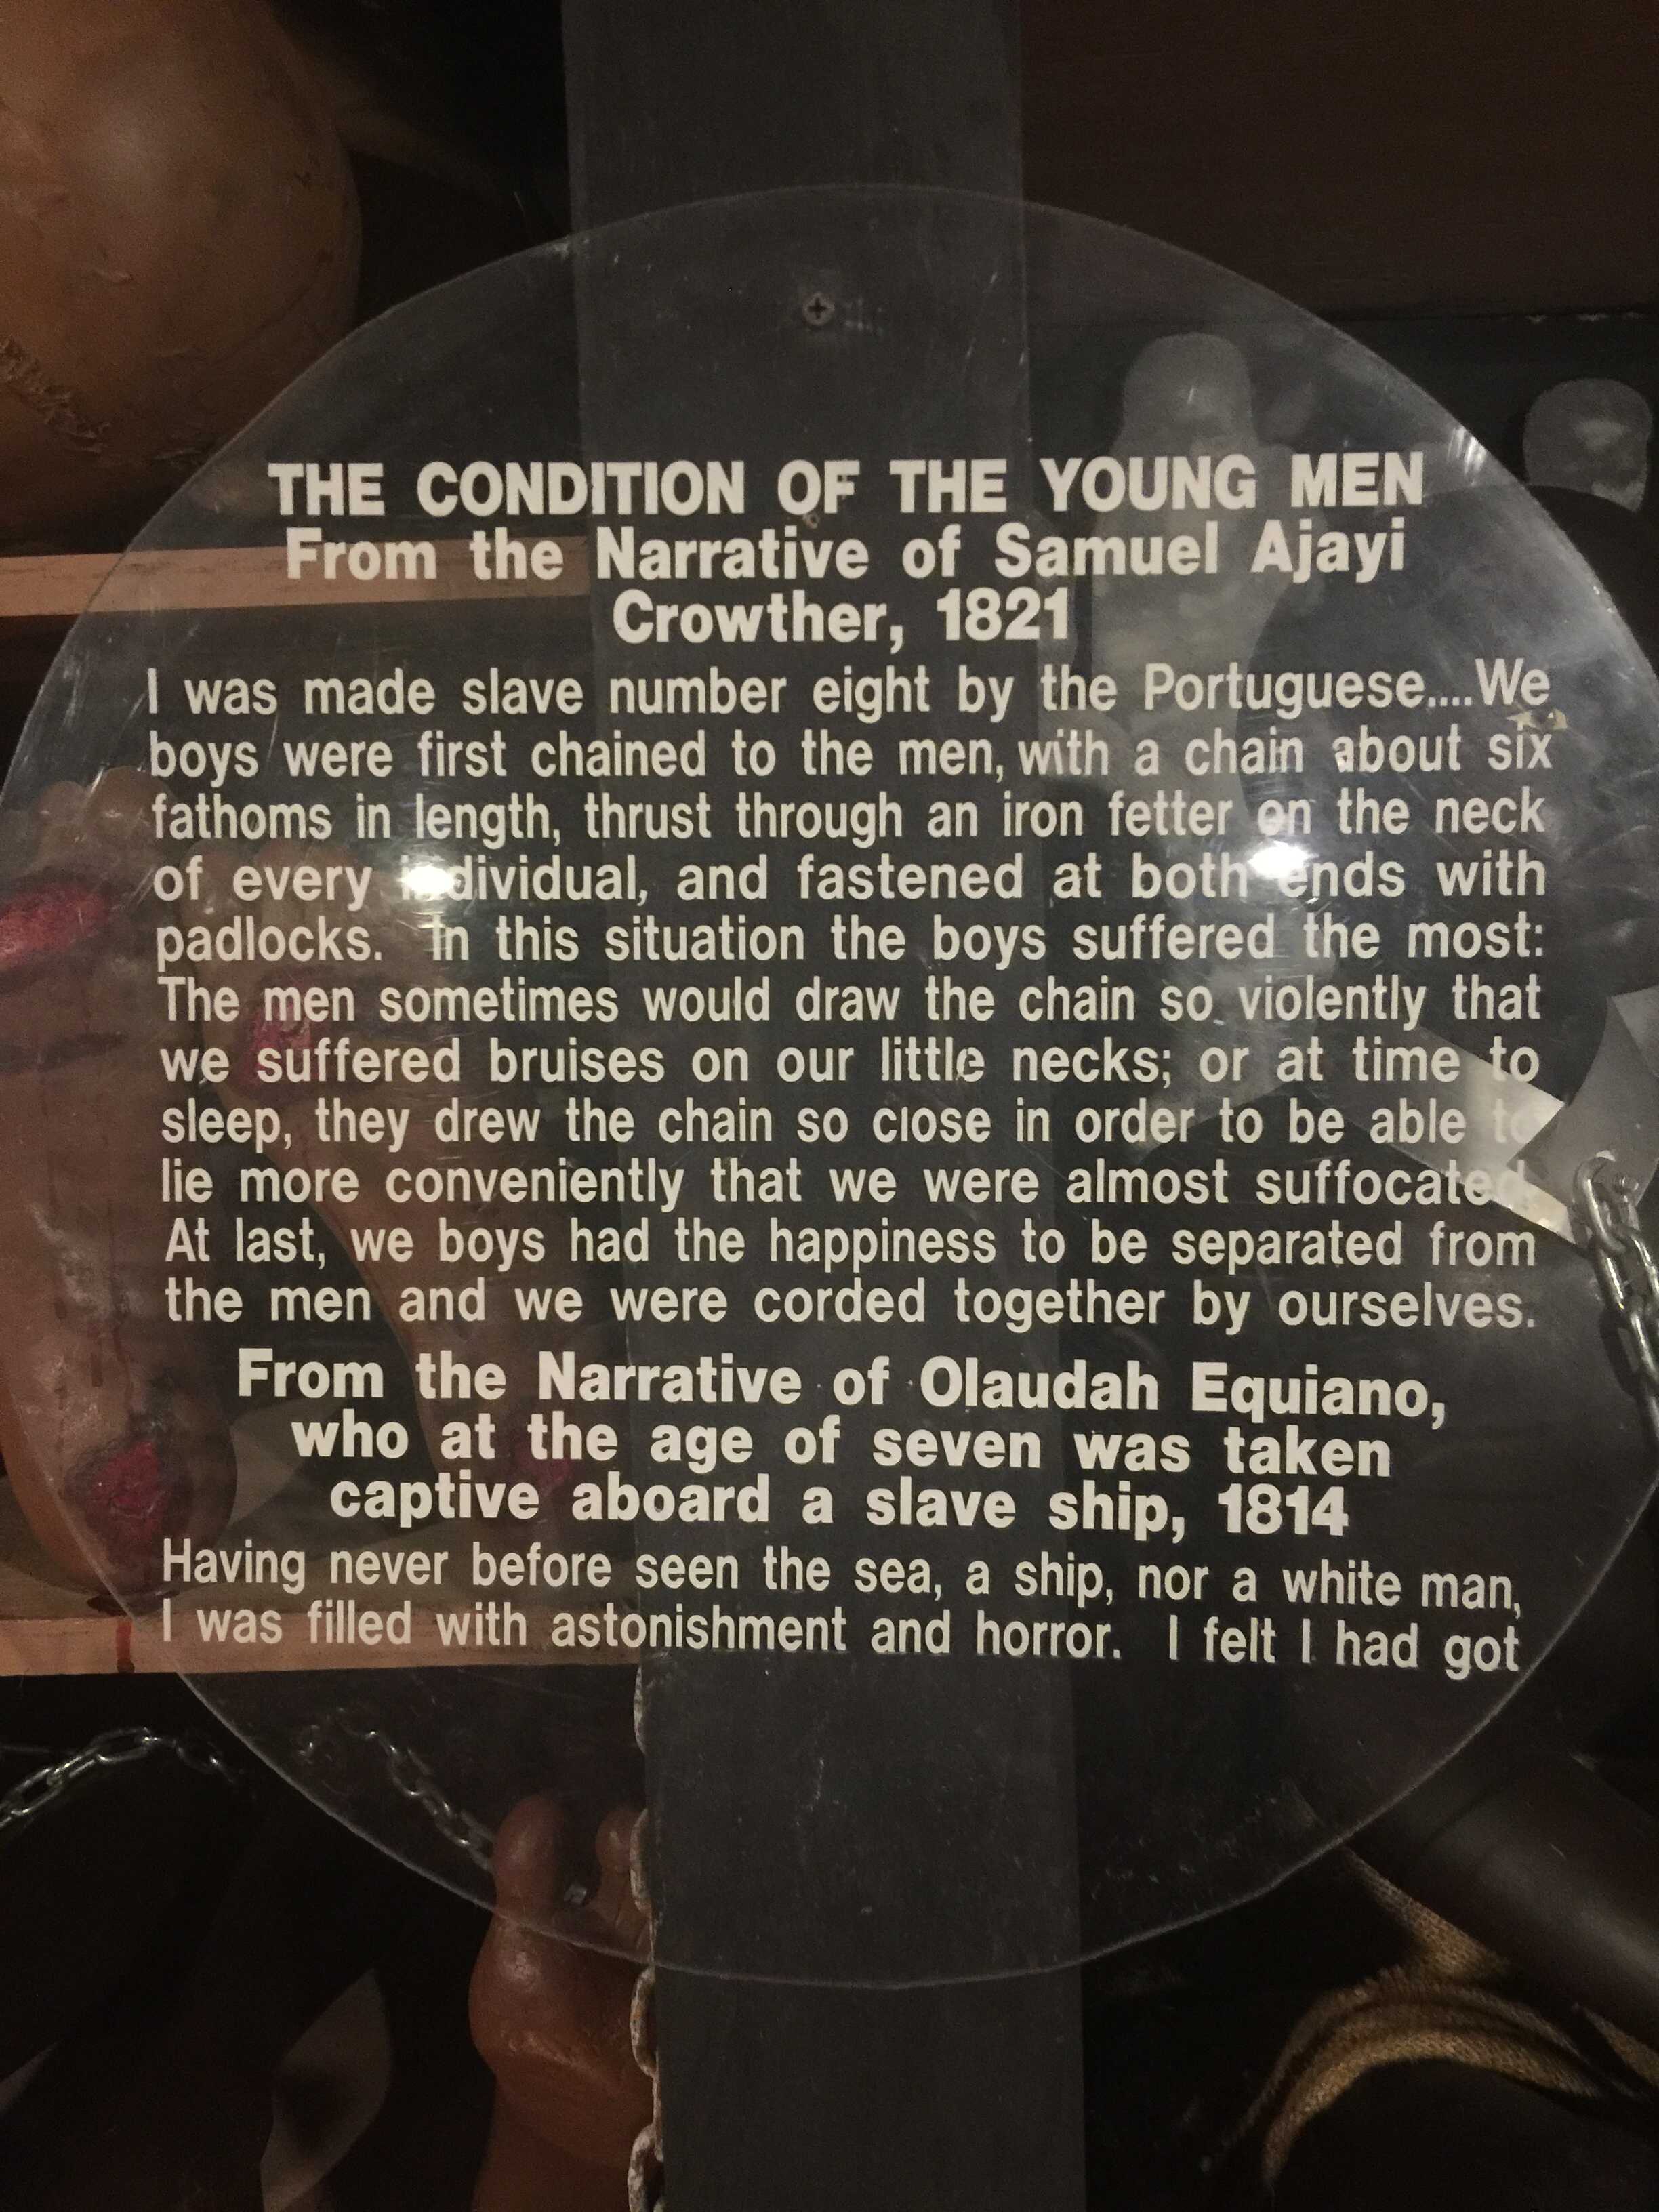 THE CONDITION OF THE YOUNG MEN
From the Narrative of Samuel Ajayi
Crowther, 1821
I was made slave number eight by the Portuguese....We
boys were first chained to the men, with a chain about six
fathoms in length, thrust through an iron fetter on the neck
of every individual, and fastened at both ends with
padlocks. In this situation the boys suffered the most:
The men sometimes would draw the chain so violently that
we suffered bruises on our little necks; or at time to
sleep, they drew the chain so close in order to be able to
lie more conveniently that we were almost suffocated.
At last, we boys had the happiness to be separated from
the men and we were corded together by ourselves.
From the Narrative of Olaudah Equiano,
who at the age of seven was taken
captive aboard a slave ship, 1814
Having never before seen the sea, a ship, nor a white man,
I was filled with astonishment and horror. I felt I had got